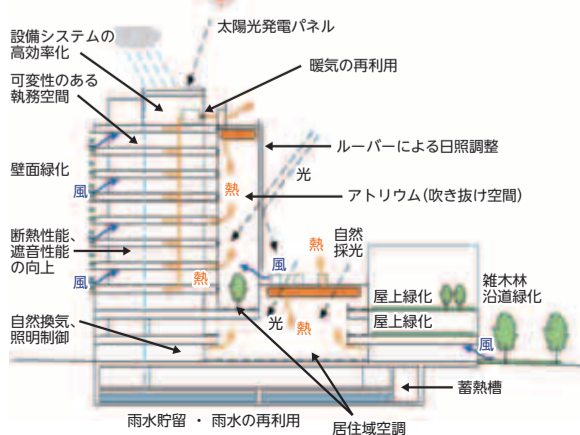 太陽光発電パネル
設備システムの
高効率化
暖気の再利用
可変性のある
執務空間
ルーバーによる日照調整
壁面緑化
光
風
熱
アトリウム(吹き抜け空間)
断熱性能、
遮音性能
の向上
自然
採光
風
熱
熱
風
雑木林
沿道緑化
屋上緑化
自然換気、
照明制御
光
熱
屋上緑化
風
蓄熱槽
雨水貯留 ・ 雨水の再利用
居住域空調